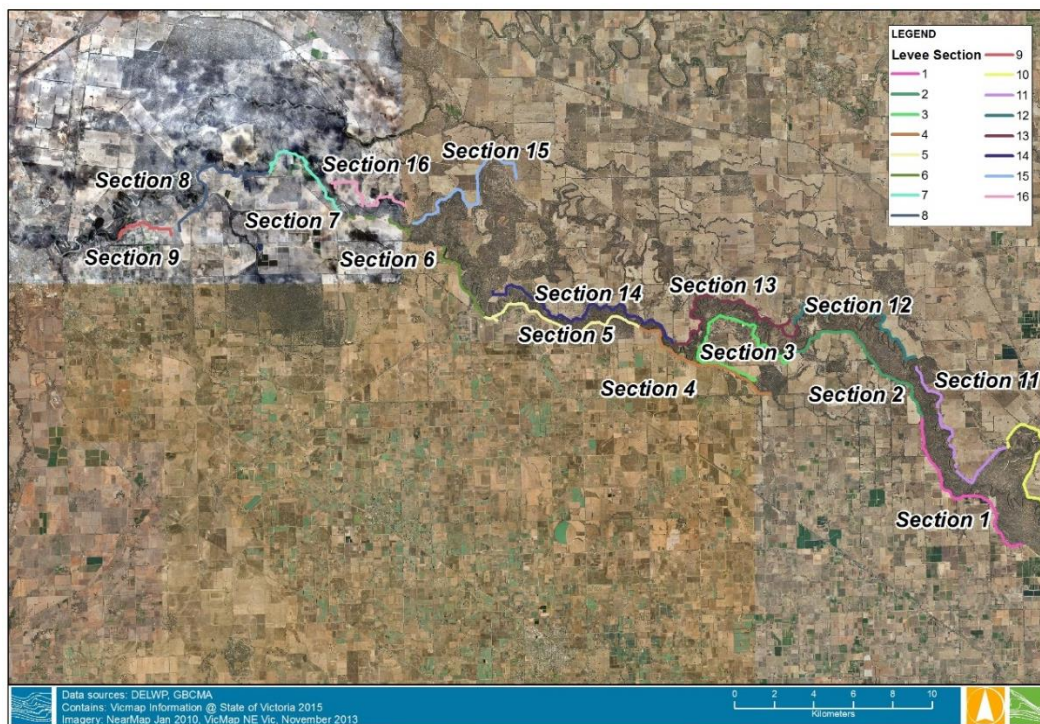 LEGEND
Levee Section
1
2
3
4
5
6
7
8
9
10
11
12
13
14
15
16
Section 15
Section 16
Section 8
Section 7
Section 9
Section 6
Section 13
Section 14
Section 12
Section 5
Section 3
Section 4
Section 2
Section 11
Section 1
Data sources: DELWP, GBCMA
Contains: Vicmap Information @ State of Victoria 2015
Imagery: NearMap Jan 2010, VicMap NE Vic, November 2013
0 2 4 6 8 10
Kilometers